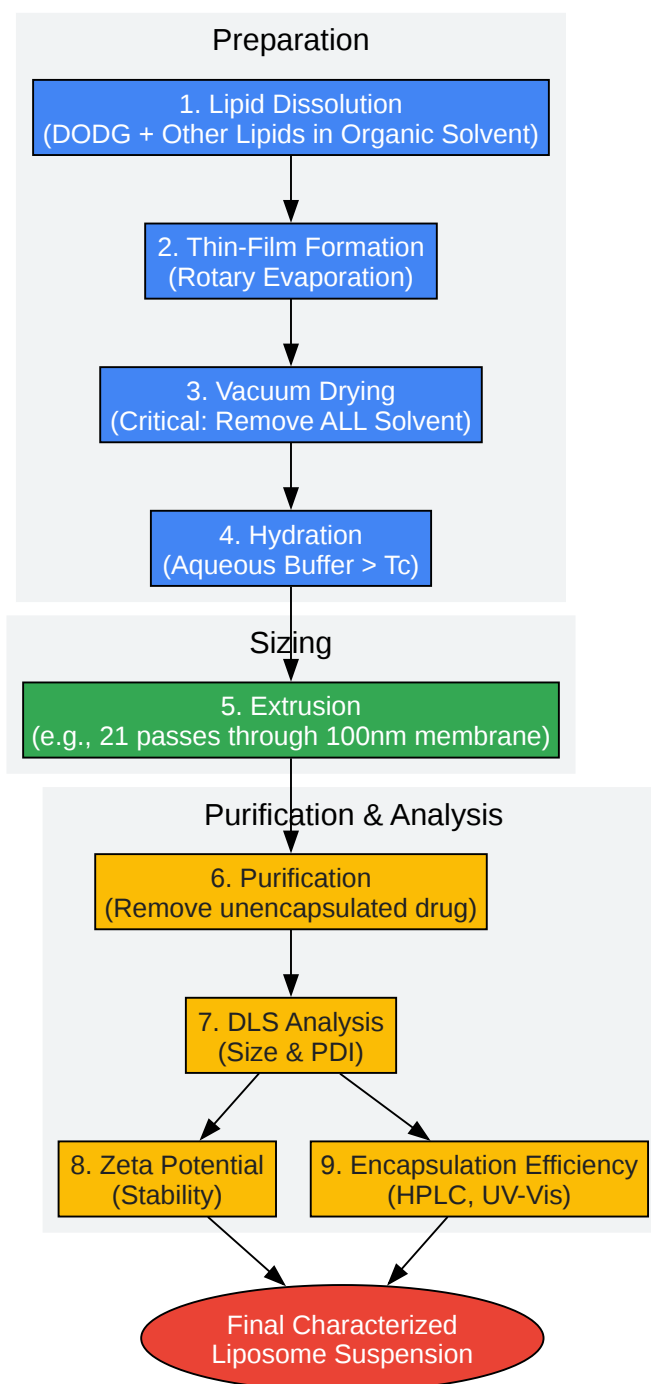 Preparation
1. Lipid Dissolution
(DODG + Other Lipids in Organic Solvent)
2. Thin-Film Formation
(Rotary Evaporation)
3. Vacuum Drying
(Critical: Remove ALL Solvent)
4. Hydration
(Aqueous Buffer > Tc)
Sizing
5. Extrusion
(e.g., 21 passes through 100nm membrane)
Purification & Analysis
6. Purification
(Remove unencapsulated drug)
7. DLS Analysis
(Size & PDI)
8. Zeta Potential
(Stability)
9. Encapsulation Efficiency
(HPLC, UV-Vis)
Final Characterized
Liposome Suspension